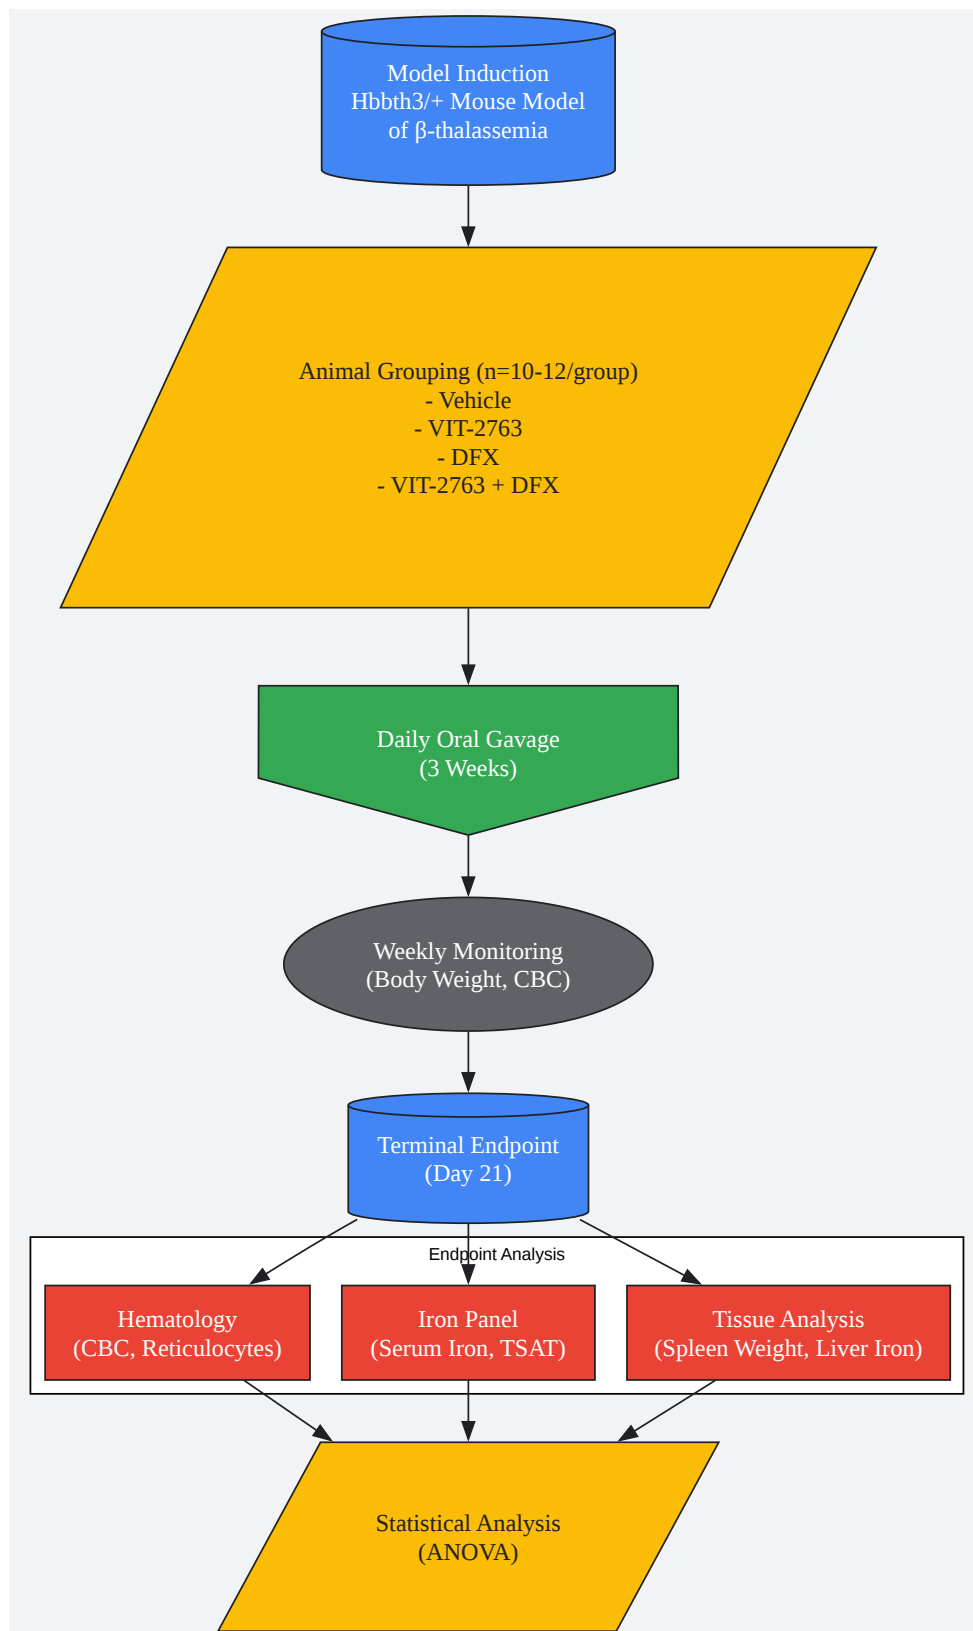 Model Induction
Hbbth3/+ Mouse Model
of β-thalassemia
Animal Grouping (n=10-12/group)
- Vehicle
- VIT-2763
- DFX
- VIT-2763 + DFX
Daily Oral Gavage
(3 Weeks)
Weekly Monitoring
(Body Weight, CBC)
Terminal Endpoint
(Day 21)
Endpoint Analysis
Hematology
(CBC, Reticulocytes)
Iron Panel
(Serum Iron, TSAT)
Tissue Analysis
(Spleen Weight, Liver Iron)
Statistical Analysis
(ANOVA)